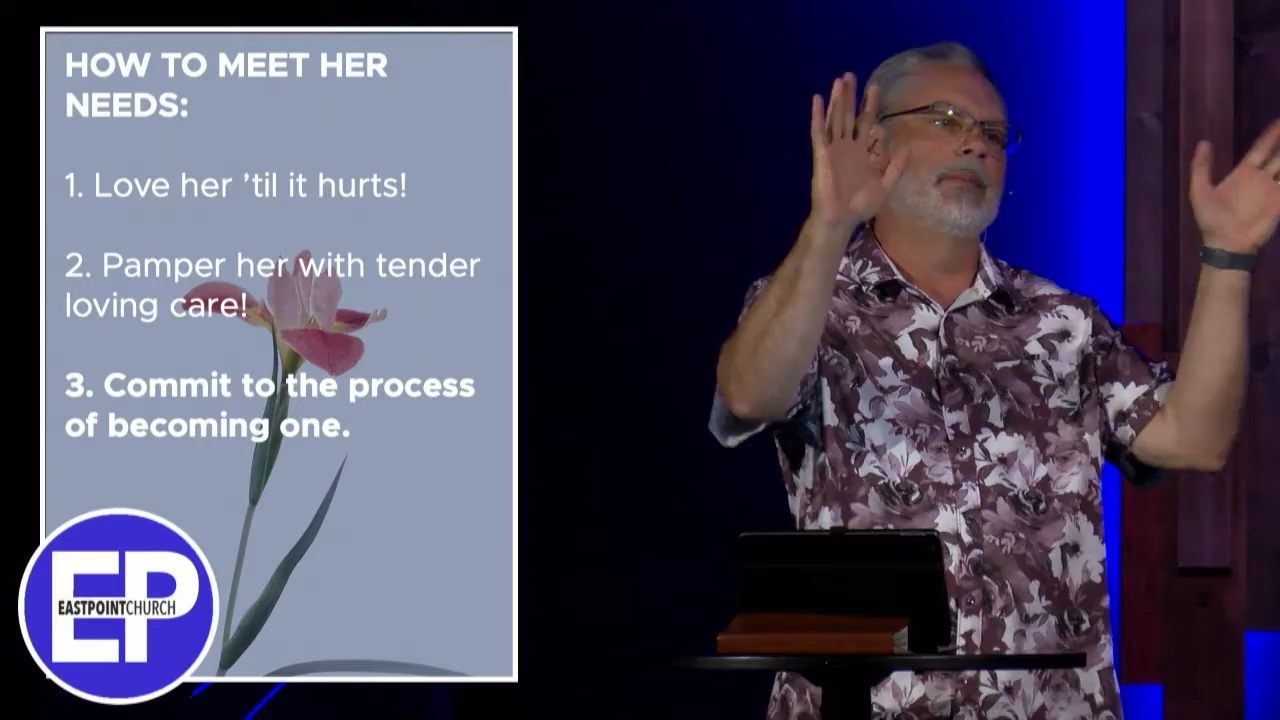 HOW TO MEET HER
NEEDS:
1. Love her ’til it hurts!
2. Pamper her with tender
loving care!
3. Commit to the process
of becoming one.
EP
EASTPOINTCHURCH